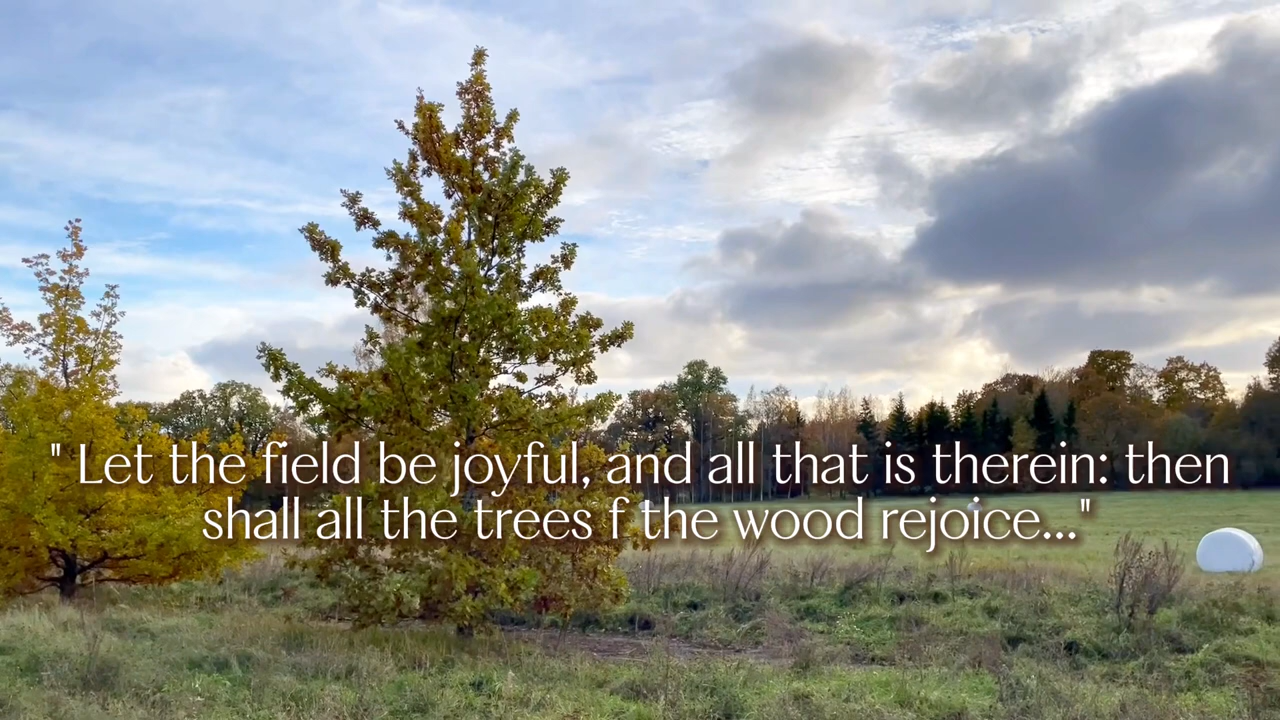 " Let the field be joyful, and all that is therein: then
shall all the trees f the wood rejoice..."